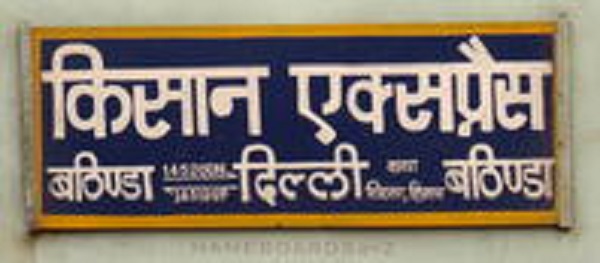 किसान एक्सप्रैस
बठिण्डा दिल्ली बठिण्डा